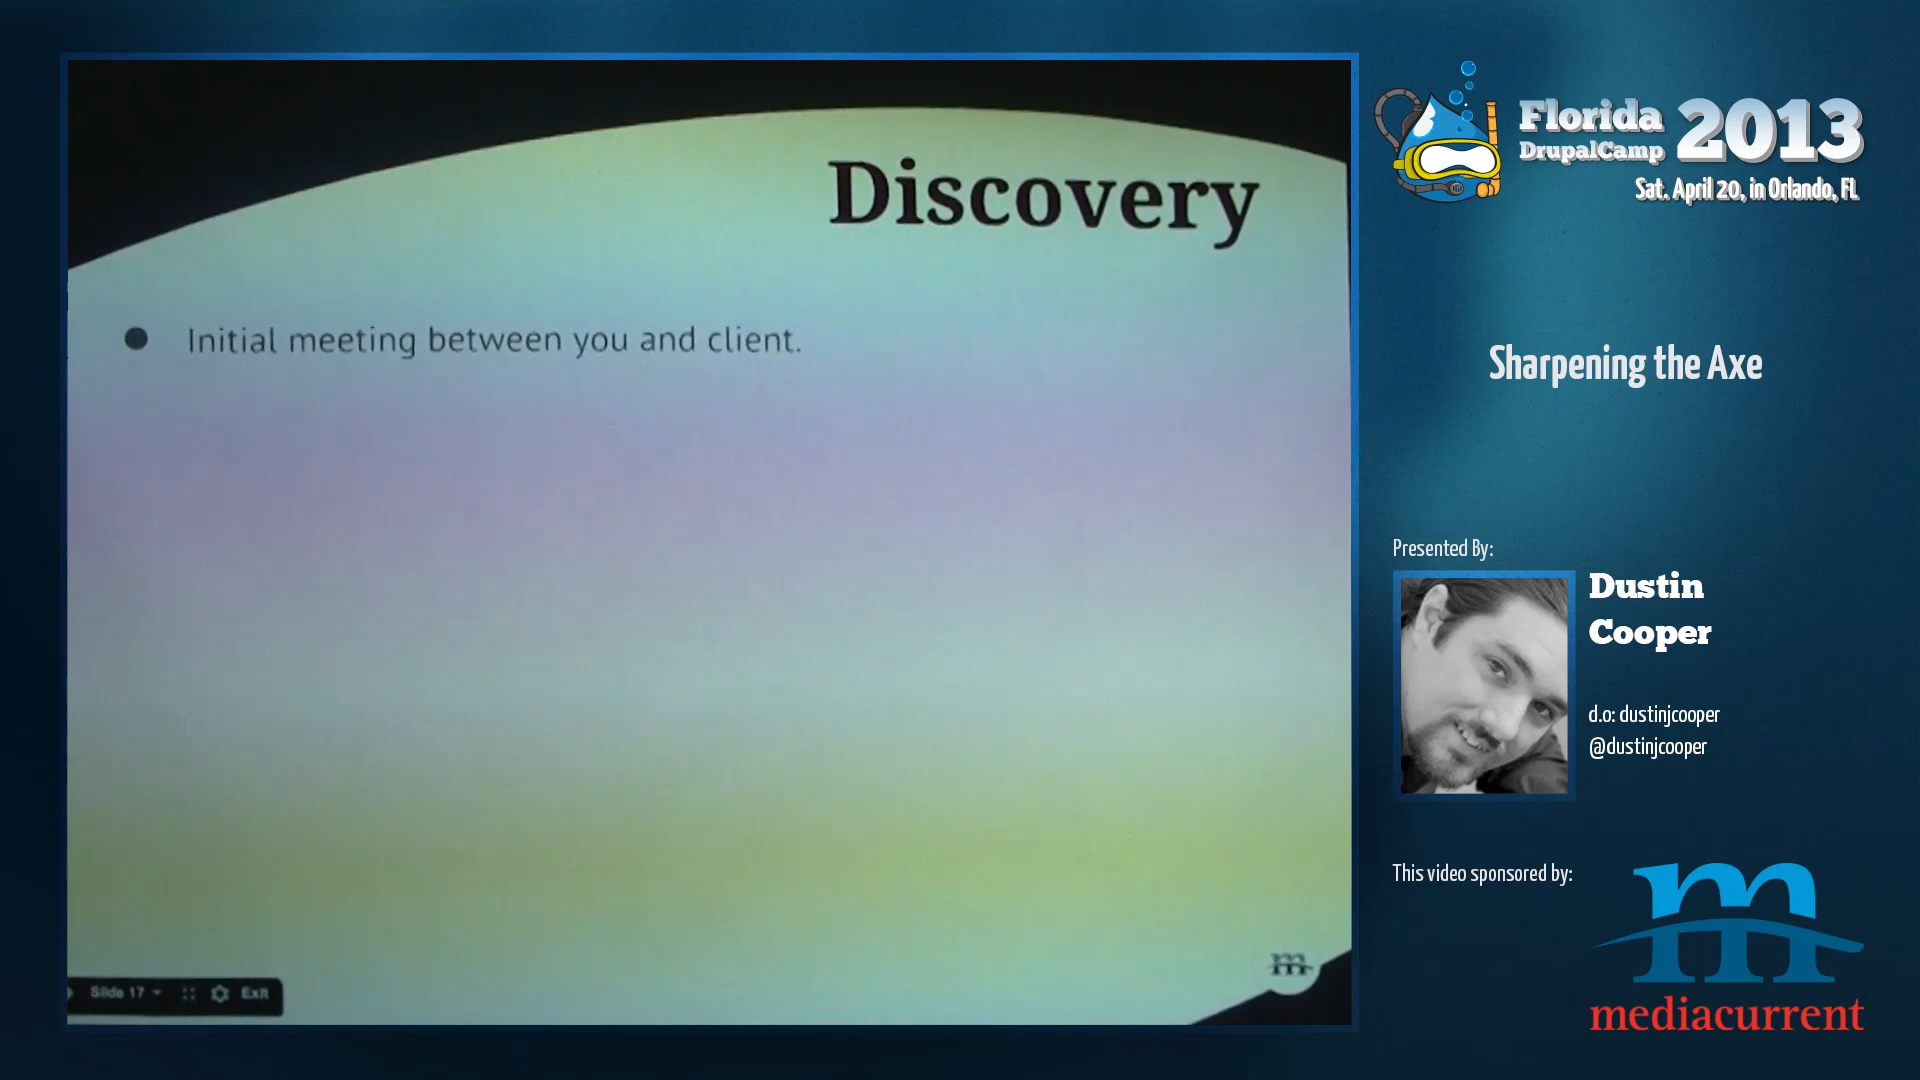 Discovery
Initial meeting between you and client.
Slide 17
Exit
m
Florida
DrupalCamp
2013
Sat. April 20, in Orlando, FL
Sharpening the Axe
Presented By:
Dustin
Cooper
d.o: dustinjcooper
@dustinjcooper
This video sponsored by:
m
mediacurrent